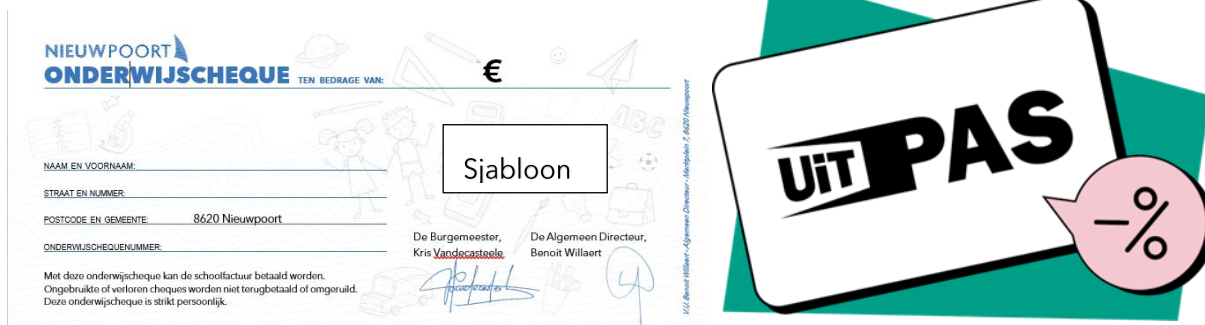 NIEUWPOORT
ONDERWIJSCHEQUE TEN BEDRAGE VAN: €
ABC
Sjabloon
NAAM EN VOORNAAM:
STRAAT EN NUMMER:
POSTCODE EN GEMEENTE: 8620 Nieuwpoort
ONDERWIJSCHEQUENUMMER:
De Burgemeester,
Kris Vandecasteele
De Algemeen Directeur,
Benoit Willaert
Met deze onderwijscheque kan de schoolfactuur betaald worden.
Ongebruikte of verloren cheques worden niet terugbetaald of omgeruild.
Deze onderwijscheque is strikt persoonlijk.
V.U. Benoit Willaert - Algemeen Directeur - Marktplein 7, 8620 Nieuwpoort
UiTPAS
-%